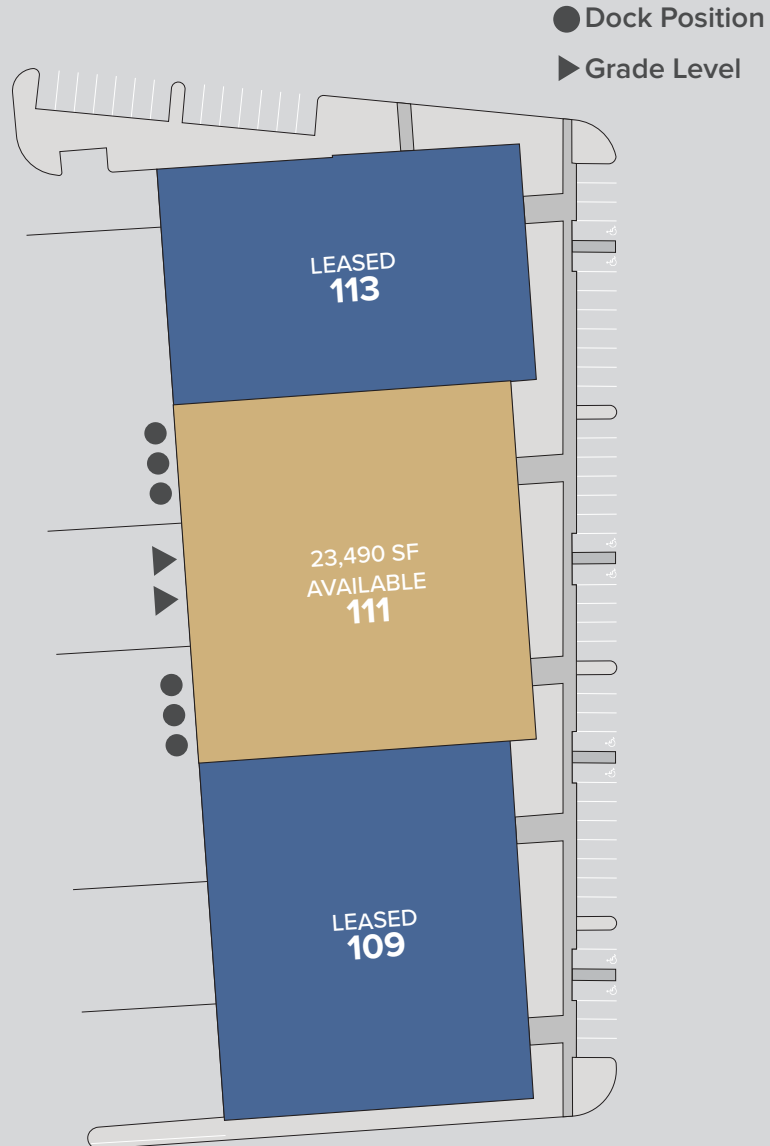 Dock Position
Grade Level
LEASED
113
23,490 SF
AVAILABLE
111
LEASED
109